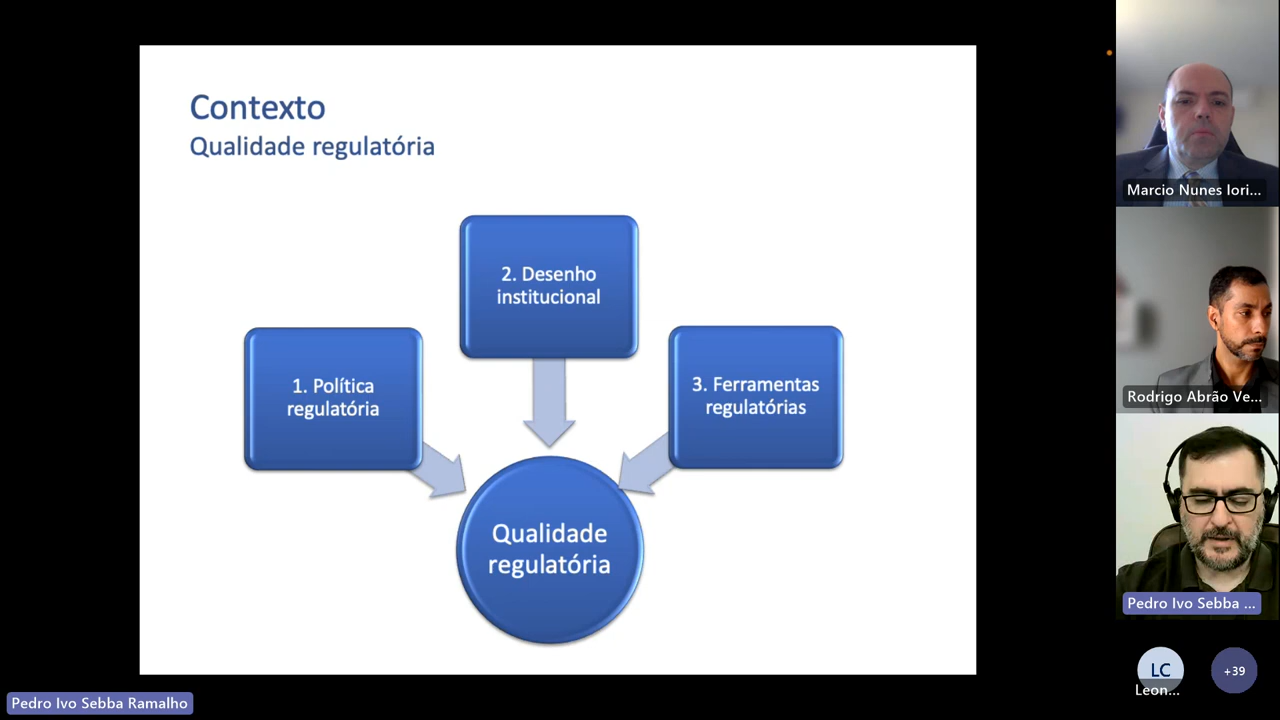 Contexto
Qualidade regulatória
2. Desenho
institucional
1. Política
regulatória
3. Ferramentas
regulatórias
Qualidade
regulatória
Marcio Nunes Iori...
Rodrigo Abrão Ve...
Pedro Ivo Sebba ...
LC
Leon...
+39
Pedro Ivo Sebba Ramalho